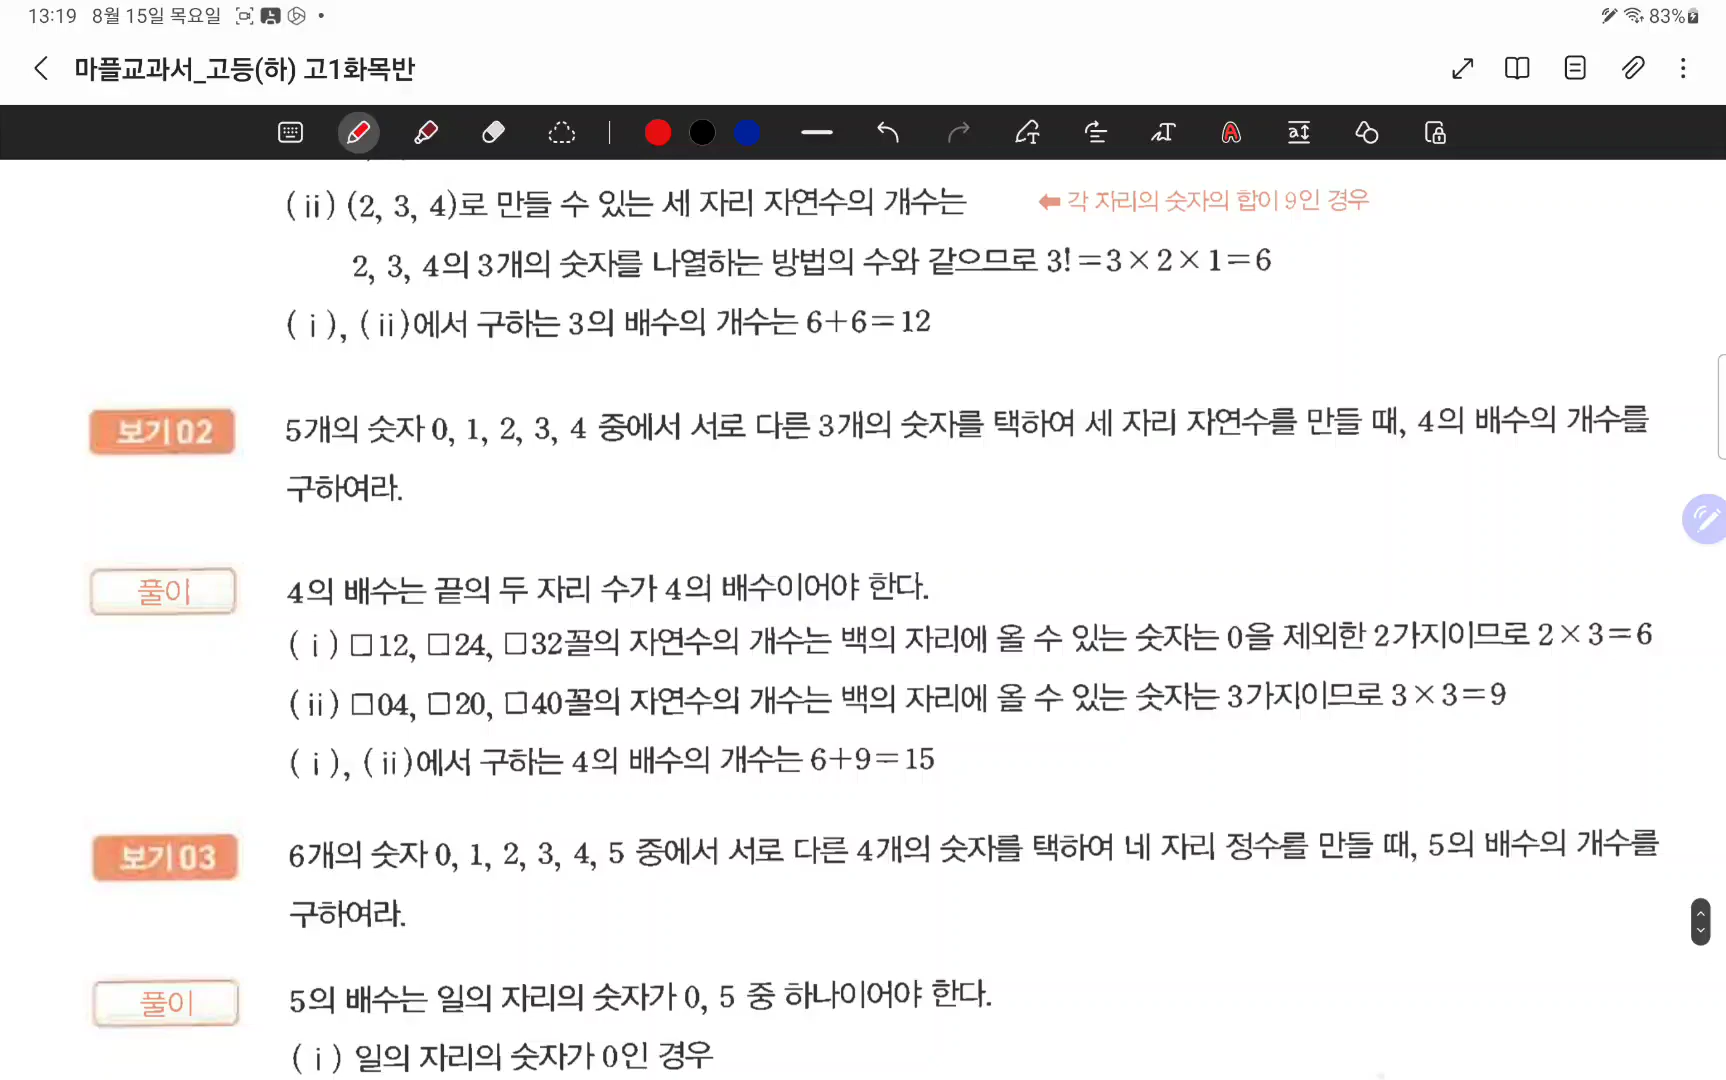 13:19 8월 15일 목요일
83%
마플교과서_고등(하) 고1화목반
(ⅱ) (2, 3, 4)로 만들 수 있는 세 자리 자연수의 개수는 ⬅ 각 자리의 숫자의 합이 9인 경우
2, 3, 4의 3개의 숫자를 나열하는 방법의 수와 같으므로 3!=3×2×1=6
(ⅰ), (ⅱ)에서 구하는 3의 배수의 개수는 6+6=12
보기 02 5개의 숫자 0, 1, 2, 3, 4 중에서 서로 다른 3개의 숫자를 택하여 세 자리 자연수를 만들 때, 4의 배수의 개수를
구하여라.
풀이 4의 배수는 끝의 두 자리 수가 4의 배수이어야 한다.
(ⅰ) □12, □24, □32꼴의 자연수의 개수는 백의 자리에 올 수 있는 숫자는 0을 제외한 2가지이므로 2×3=6
(ⅱ) □04, □20, □40꼴의 자연수의 개수는 백의 자리에 올 수 있는 숫자는 3가지이므로 3×3=9
(ⅰ), (ⅱ)에서 구하는 4의 배수의 개수는 6+9=15
보기 03 6개의 숫자 0, 1, 2, 3, 4, 5 중에서 서로 다른 4개의 숫자를 택하여 네 자리 정수를 만들 때, 5의 배수의 개수를
구하여라.
풀이 5의 배수는 일의 자리의 숫자가 0, 5 중 하나이어야 한다.
(ⅰ) 일의 자리의 숫자가 0인 경우